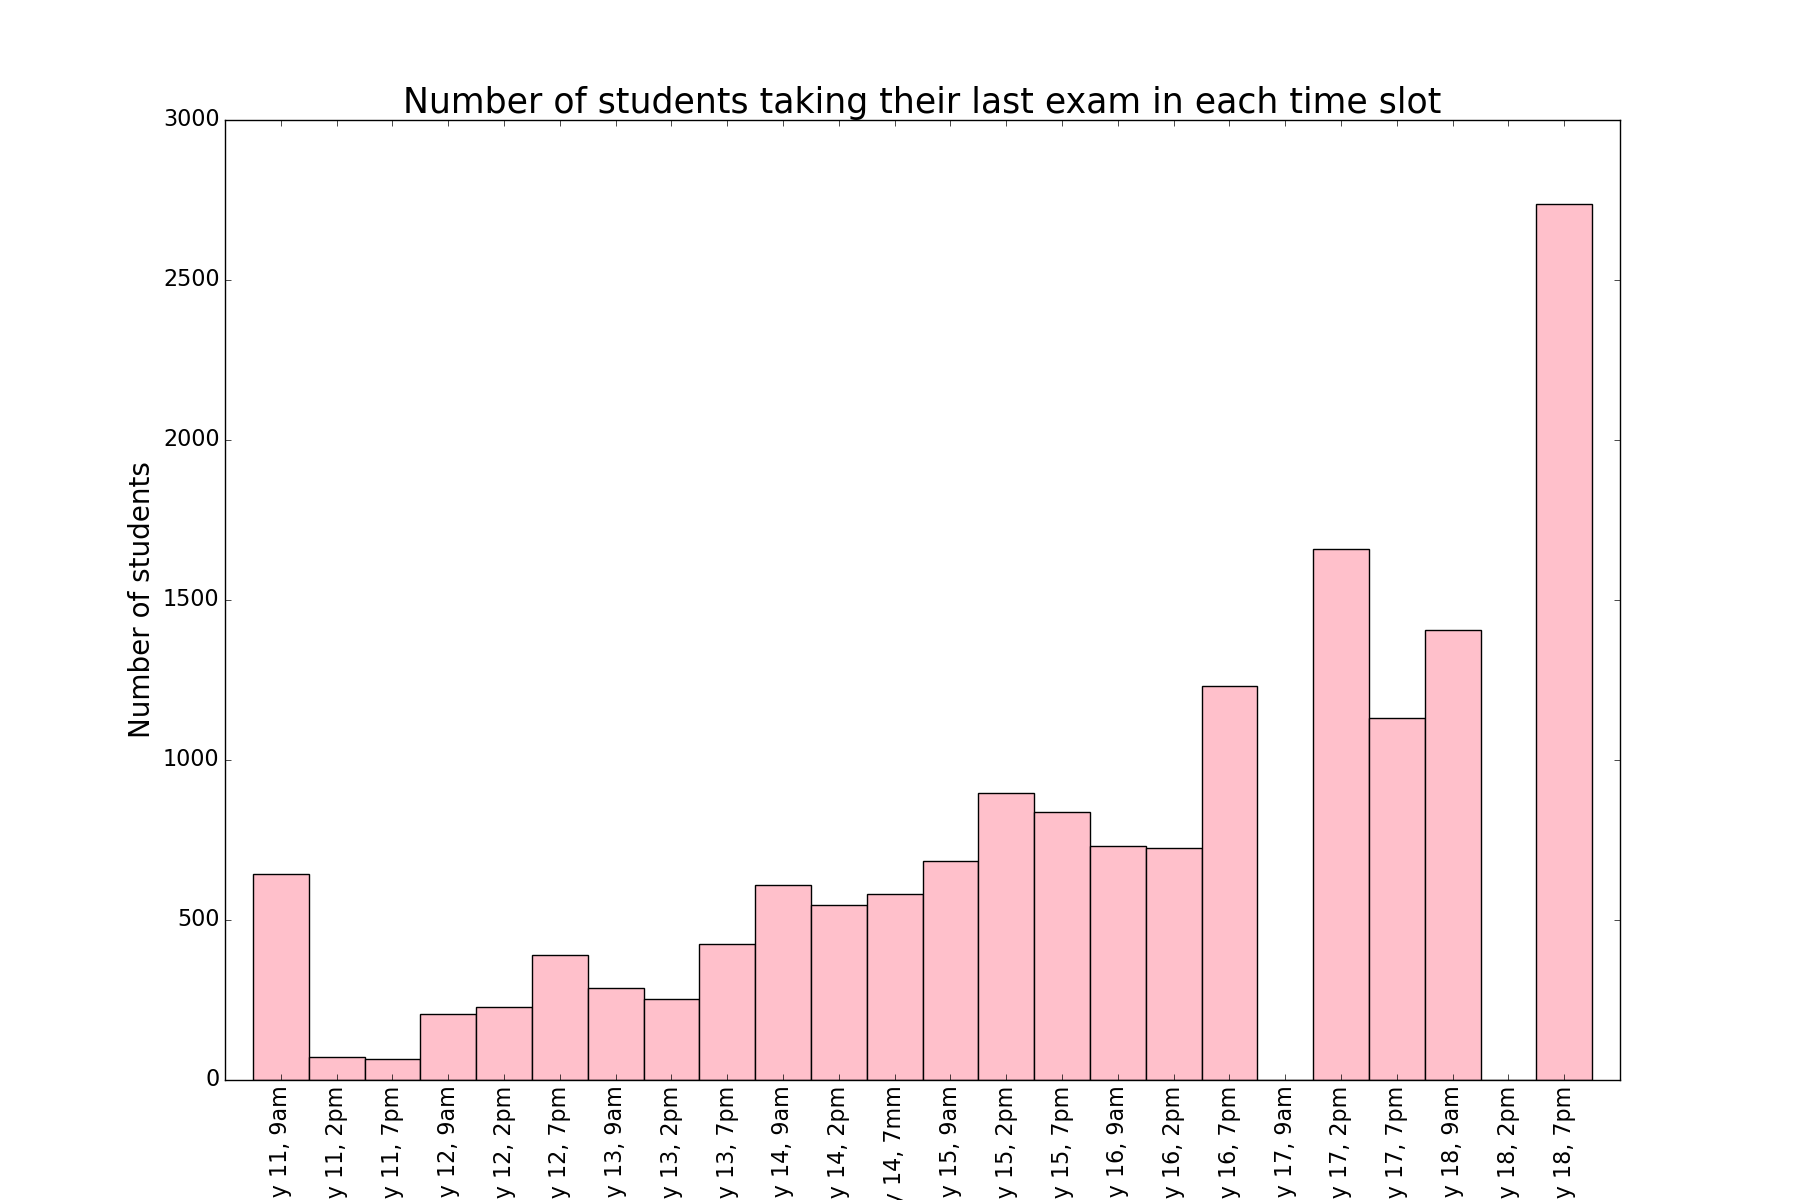 Number of students taking their last exam in each time slot
3000
2500
2000
1500
1000
500
0
Number of students
y 11, 9am
y 11, 2pm
y 11, 7pm
y 12, 9am
y 12, 2pm
y 12, 7pm
y 13, 9am
y 13, 2pm
y 13, 7pm
y 14, 9am
y 14, 2pm
y 14, 7mm
y 15, 9am
y 15, 2pm
y 15, 7pm
y 16, 9am
y 16, 2pm
y 16, 7pm
y 17, 9am
y 17, 2pm
y 17, 7pm
y 18, 9am
y 18, 2pm
y 18, 7pm